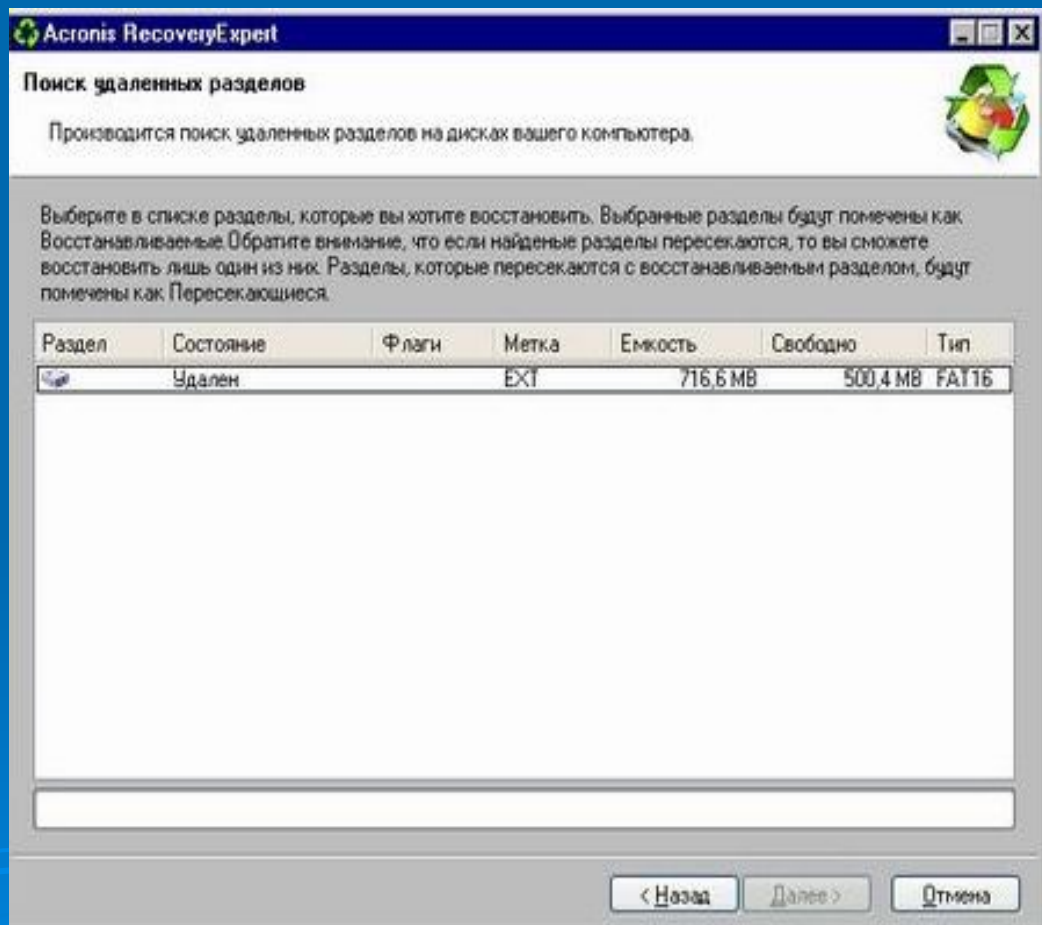 Acronis RecoveryExpert
Поиск удаленных разделов
Производится поиск удаленных разделов на дисках вашего компьютера.
Выберите в списке разделы, которые вы хотите восстановить. Выбранные разделы будут помечены как
Восстанавливаемые.Обратите внимание, что если найденые разделы пересекаются, то вы сможете
восстановить лишь один из них. Разделы, которые пересекаются с восстанавливаемым разделом, будут
помечены как Пересекающиеся.
Раздел Состояние Флаги Метка Емкость Свободно Тип
Удален EXT 716,6 MB 500,4 MB FAT16
< Назад Далее > Отмена